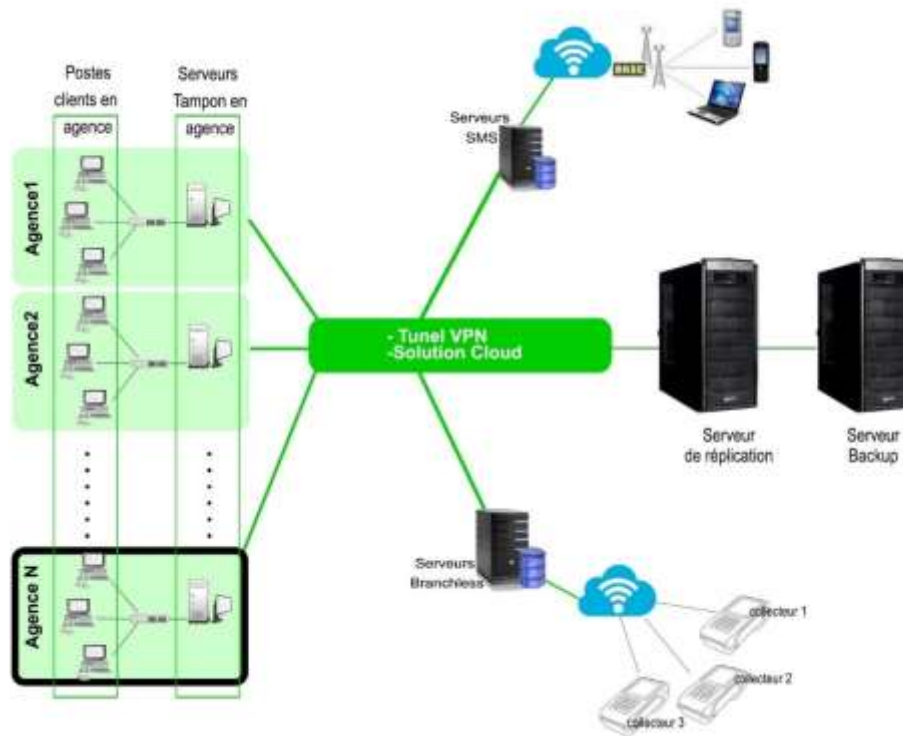 Postes
clients en
agence
Serveurs
Tampon en
agence
Agence1
Agence2
Agence N
- Tunel VPN
-Solution Cloud
Serveurs
SMS
Serveur
de réplication
Serveur
Backup
Serveurs
Branchless
collecteur 1
collecteur 2
collecteur 3